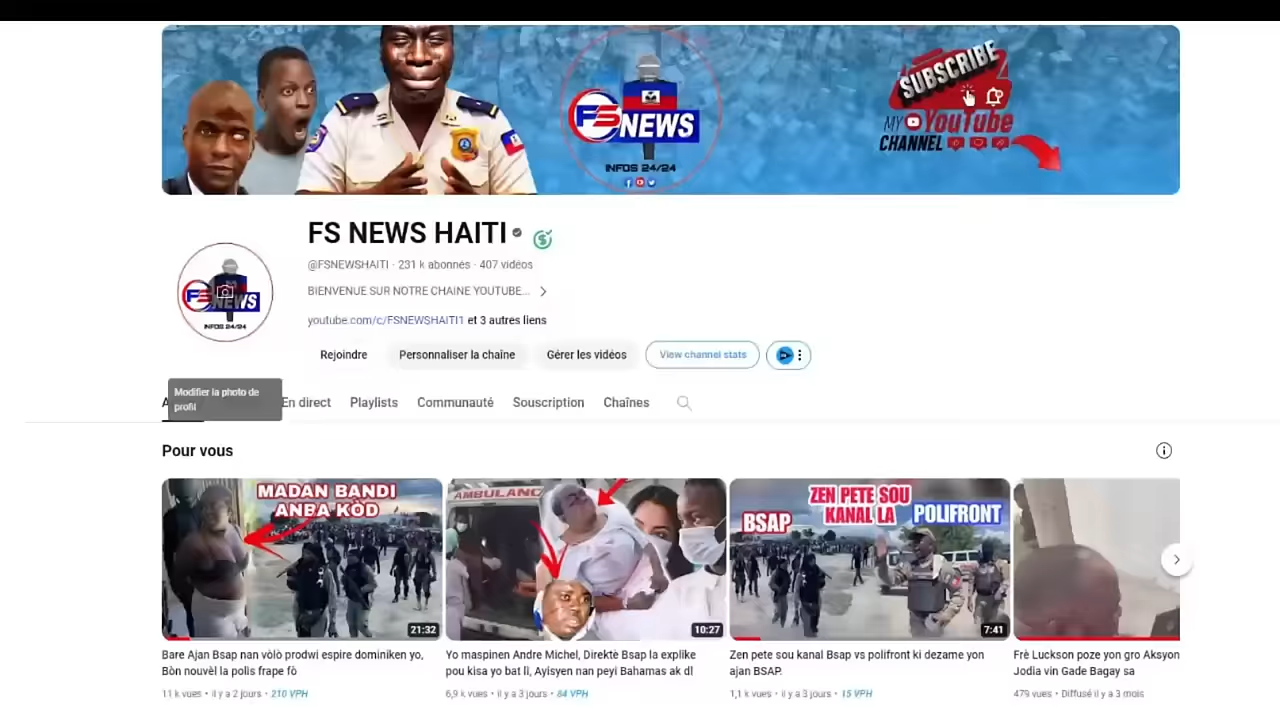 SUBSCRIBE
MY YouTube
CHANNEL
FS NEWS
INFOS 24/24
FS NEWS HAITI
@FSNEWSHAITI · 231 k abonnés · 407 vidéos
BIENVENUE SUR NOTRE CHAINE YOUTUBE...
FS NEWS
INFOS 24/24
youtube.com/c/FSNEWSHAITI1 et 3 autres liens
Rejoindre Personnaliser la chaîne Gérer les vidéos View channel stats
Modifier la photo de
profil
En direct Playlists Communauté Souscription Chaînes
Pour vous
MADAN BANDI
ANBA KÒD
21:32
AMBULANC
10:27
ZEN PETE SOU
KANAL LA
BSAP
POLIFRONT
7:41
Bare Ajan Bsap nan vòlò prodwi espire dominiken yo,
Bòn nouvèl la polis frape fò
11 k vues • il y a 2 jours • 210 VPH
Yo maspinen Andre Michel, Direktè Bsap la eksplike
pou kisa yo bat li, Ayisyen nan peyi Bahamas ak dl
6,9 k vues • il y a 3 jours • 84 VPH
Zen pete sou kanal Bsap vs polifront ki dezame yon
ajan BSAP.
1,1 k vues • il y a 3 jours • 15 VPH
Frè Luckson poze yon gro Aksyon
Jodia vin Gade Bagay sa
479 vues • Diffusé il y a 3 mois